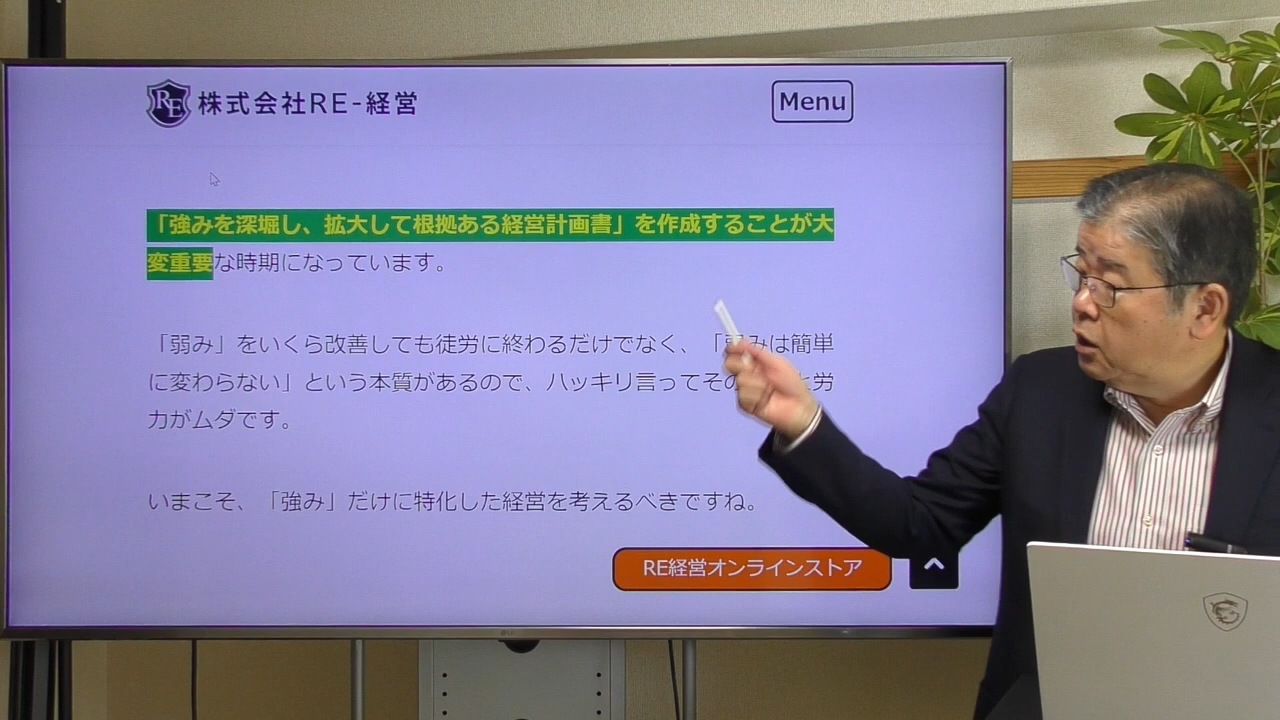 RE 株式会社RE-経営
Menu
「強みを深堀し、拡大して根拠ある経営計画書」を作成することが大
変重要な時期になっています。
「弱み」をいくら改善しても徒労に終わるだけでなく、「弱みは簡単
に変わらない」という本質があるので、ハッキリ言ってその と労
力がムダです。
いまこそ、「強み」だけに特化した経営を考えるべきですね。
RE経営オンラインストア
LG